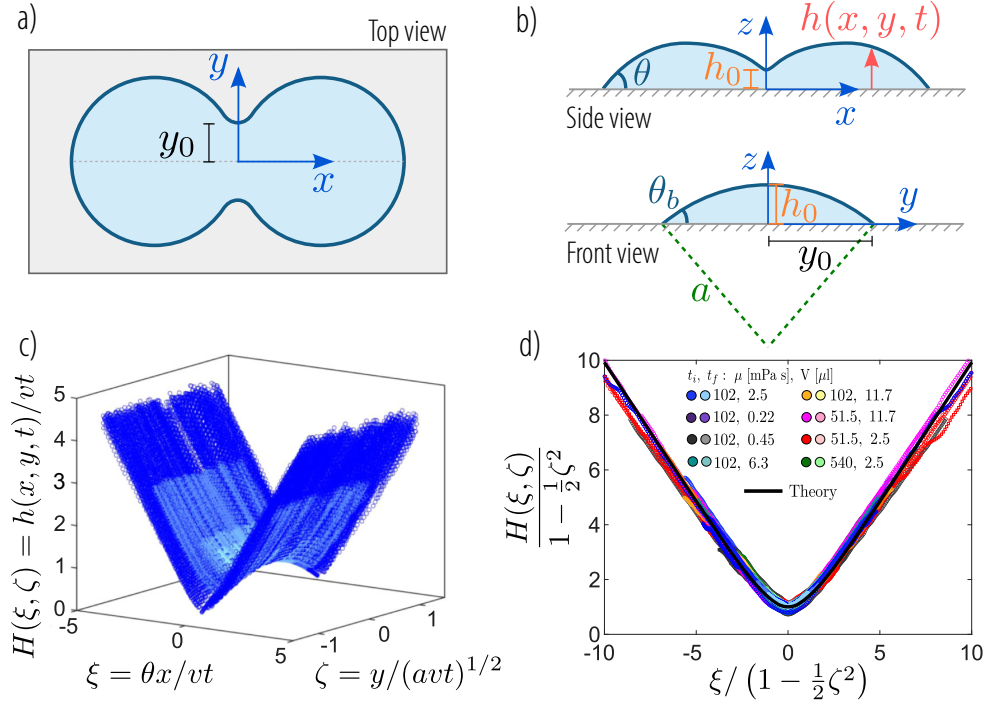 a)
Top view
y
y₀
x
b)
z
h(x, y, t)
θ
h₀
Side view
x
z
θ_b
h₀
y
Front view
y₀
a
c)
H(ξ, ζ) = h(x, y, t)/vt
5
4
3
2
1
0
-5
0
5
-1
0
1
ξ = θx/vt
ζ = y/(avt)^{1/2}
d)
H(ξ, ζ) / 1 − ½ζ²
10
8
6
4
2
0
t_i, t_f : μ [mPa s], V [μl]
102, 2.5
102, 11.7
102, 0.22
51.5, 11.7
102, 0.45
51.5, 2.5
102, 6.3
540, 2.5
Theory
-10
-5
0
5
10
ξ/ (1 − ½ζ²)